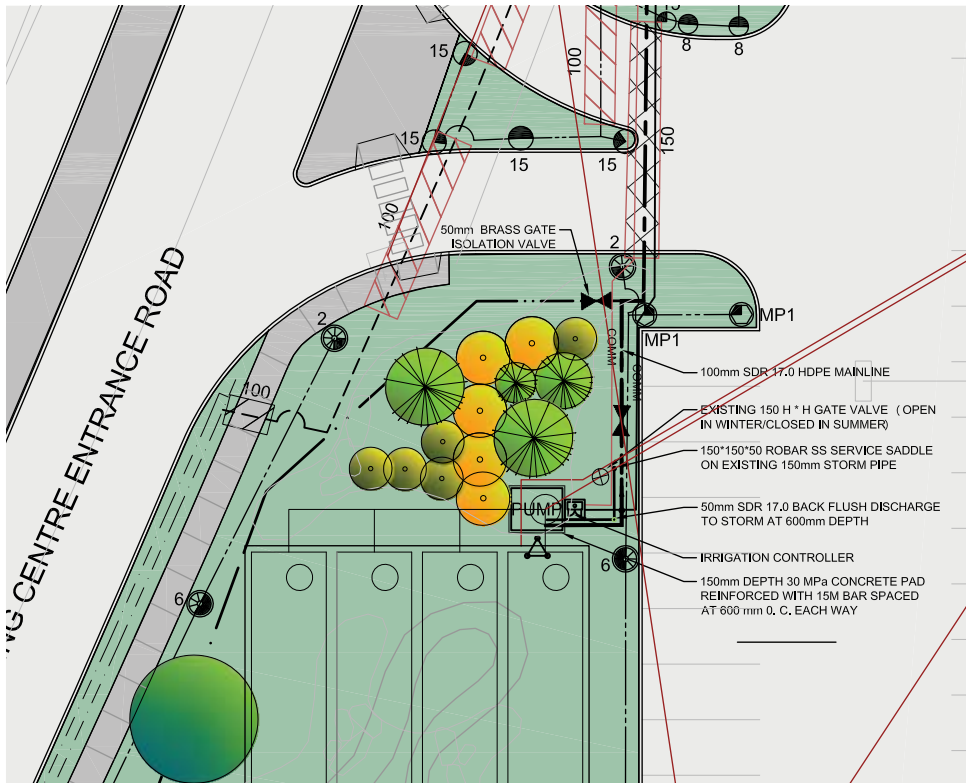 15
8
8
15
100
150
15
15
15
100
50mm BRASS GATE
ISOLATION VALVE
2
2
MP1
MP1
COMM
COMM
100mm SDR 17.0 HDPE MAINLINE
100
EXISTING 150 H * H GATE VALVE ( OPEN
IN WINTER/CLOSED IN SUMMER)
150*150*50 ROBAR SS SERVICE SADDLE
ON EXISTING 150mm STORM PIPE
PUMP
50mm SDR 17.0 BACK FLUSH DISCHARGE
TO STORM AT 600mm DEPTH
IRRIGATION CONTROLLER
6
150mm DEPTH 30 MPa CONCRETE PAD
REINFORCED WITH 15M BAR SPACED
AT 600 mm 0. C. EACH WAY
6
NG CENTRE ENTRANCE ROAD